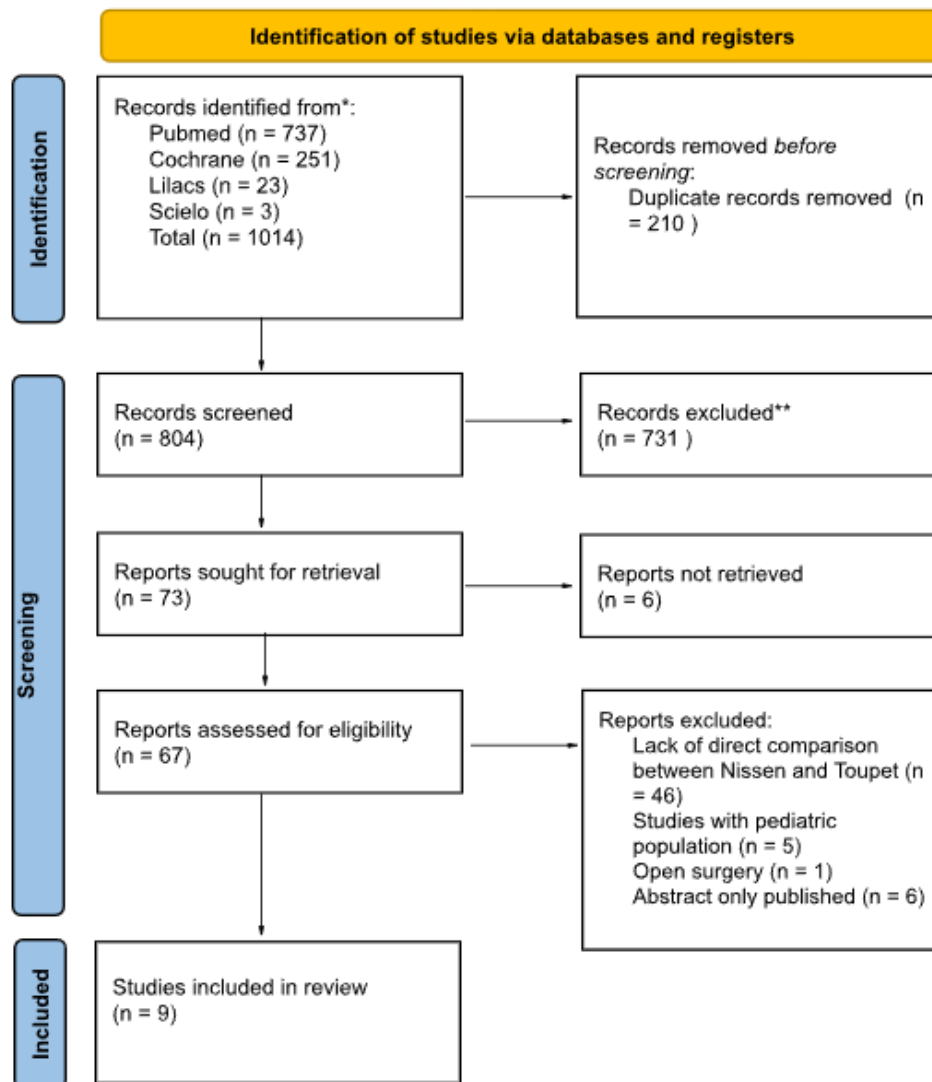 Identification of studies via databases and registers
Identification
Records identified from*:
Pubmed (n = 737)
Cochrane (n = 251)
Lilacs (n = 23)
Scielo (n = 3)
Total (n = 1014)
Records removed before
screening:
Duplicate records removed  (n
= 210 )
Screening
Records screened
(n = 804)
Records excluded**
(n = 731 )
Reports sought for retrieval
(n = 73)
Reports not retrieved
(n = 6)
Reports assessed for eligibility
(n = 67)
Reports excluded:
Lack of direct comparison
between Nissen and Toupet (n
= 46)
Studies with pediatric
population (n = 5)
Open surgery (n = 1)
Abstract only published (n = 6)
Included
Studies included in review
(n = 9)